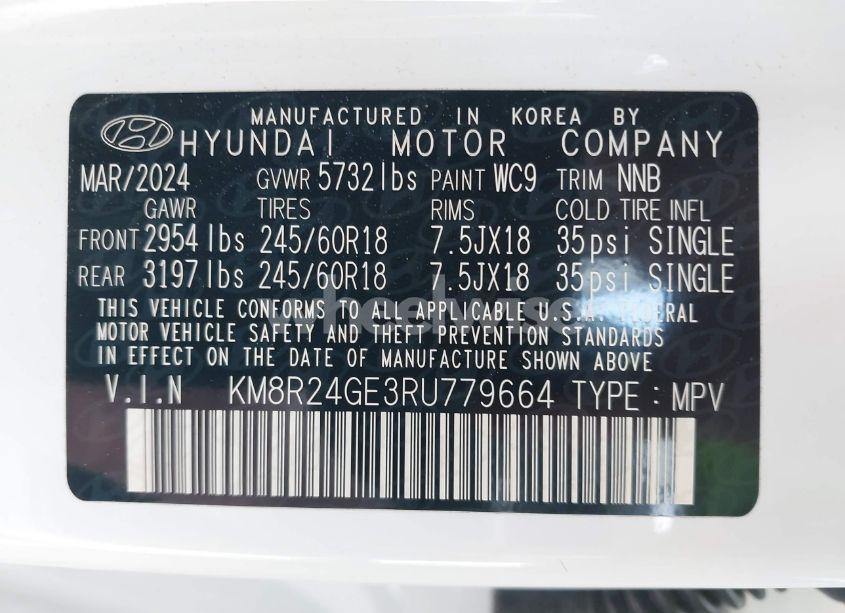 MANUFACTURED IN KOREA BY
HYUNDAI MOTOR COMPANY
MAR/2024 GVWR 5732lbs PAINT WC9 TRIM NNB
GAWR TIRES RIMS COLD TIRE INFL
FRONT 2954lbs 245/60R18 7.5JX18 35psi SINGLE
REAR 3197lbs 245/60R18 7.5JX18 35psi SINGLE
THIS VEHICLE CONFORMS TO ALL APPLICABLE U.S.A. FEDERAL
MOTOR VEHICLE SAFETY AND THEFT PREVENTION STANDARDS
IN EFFECT ON THE DATE OF MANUFACTURE SHOWN ABOVE
V.I.N KM8R24GE3RU779664 TYPE : MPV